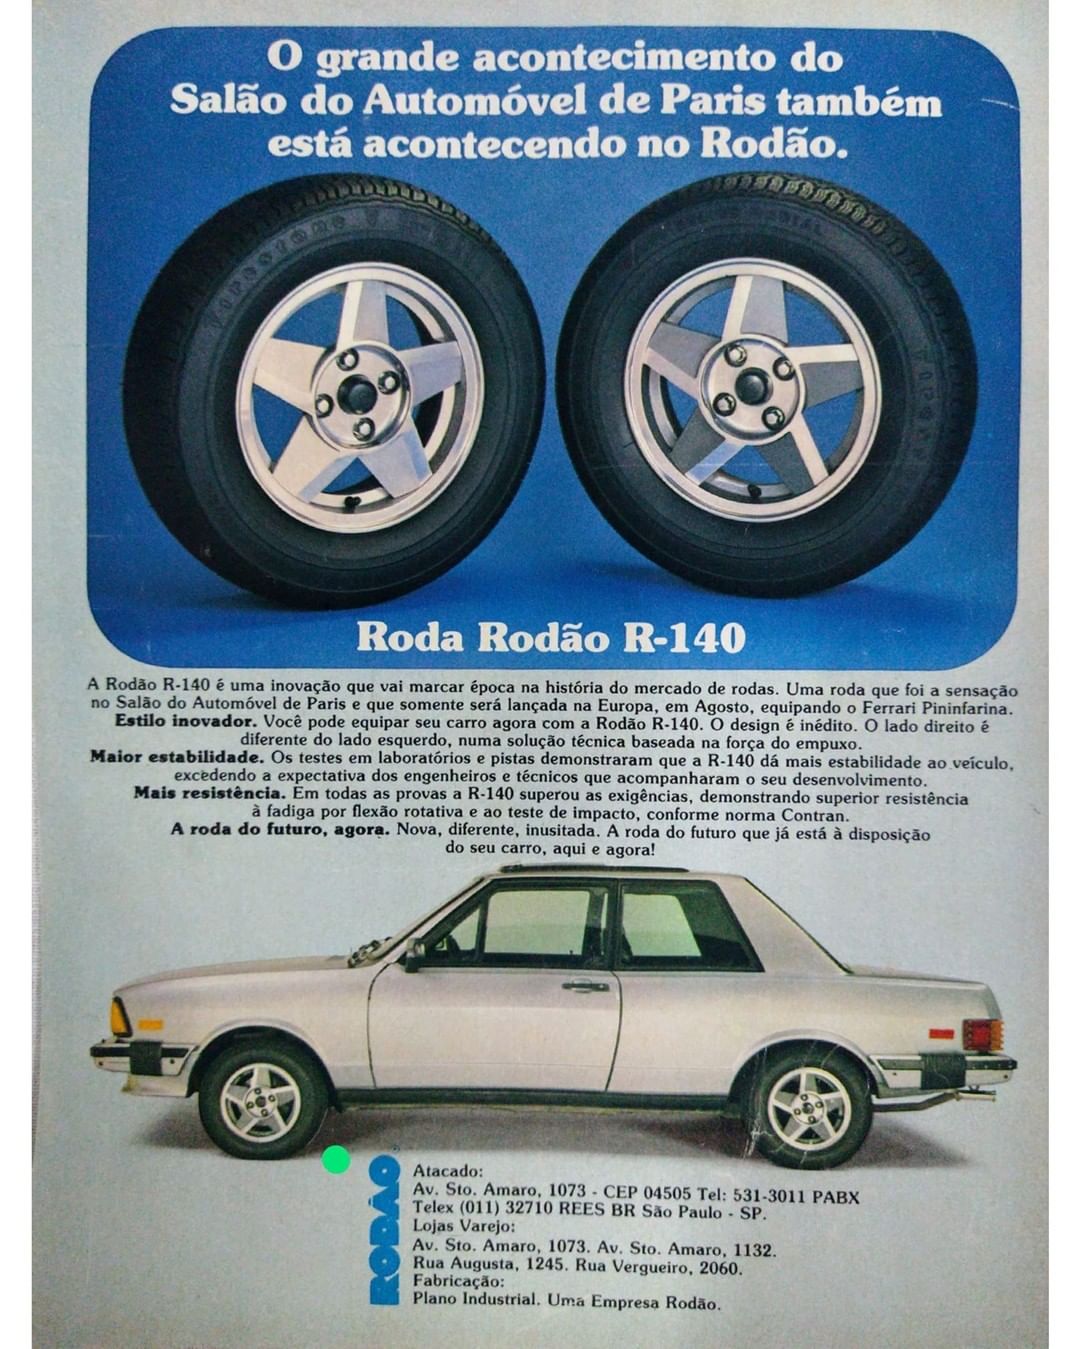 O grande acontecimento do
Salão do Automóvel de Paris também
está acontecendo no Rodão.
Firestone
Roda Rodão R-140
A Rodão R-140 é uma inovação que vai marcar época na história do mercado de rodas. Uma roda que foi a sensação
no Salão do Automóvel de Paris e que somente será lançada na Europa, em Agosto, equipando o Ferrari Pininfarina.
Estilo inovador. Você pode equipar seu carro agora com a Rodão R-140. O design é inédito. O lado direito é
diferente do lado esquerdo, numa solução técnica baseada na força do empuxo.
Maior estabilidade. Os testes em laboratórios e pistas demonstraram que a R-140 dá mais estabilidade ao veículo,
excedendo a expectativa dos engenheiros e técnicos que acompanharam o seu desenvolvimento.
Mais resistência. Em todas as provas a R-140 superou as exigências, demonstrando superior resistência
à fadiga por flexão rotativa e ao teste de impacto, conforme norma Contran.
A roda do futuro, agora. Nova, diferente, inusitada. A roda do futuro que já está à disposição
do seu carro, aqui e agora!
RODÃO
Atacado:
Av. Sto. Amaro, 1073 - CEP 04505 Tel: 531-3011 PABX
Telex (011) 32710 REES BR São Paulo - SP.
Lojas Varejo:
Av. Sto. Amaro, 1073. Av. Sto. Amaro, 1132.
Rua Augusta, 1245. Rua Vergueiro, 2060.
Fabricação:
Plano Industrial. Uma Empresa Rodão.